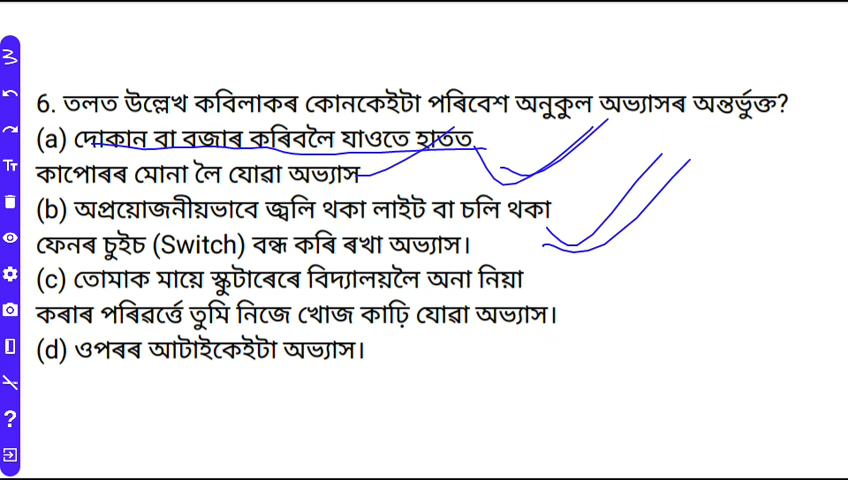 6. তলত উল্লেখ কৰিলাকৰ কোনকেইটা পৰিবেশ অনুকুল অভ্যাসৰ অন্তৰ্ভুক্ত?
(a) দোকান বা বজাৰ কৰিবলৈ যাওতে হাতত
কাপোৰৰ মোনা লৈ যোৱা অভ্যাস
(b) অপ্ৰয়োজনীয়ভাবে জ্বলি থকা লাইট বা চলি থকা
ফেনৰ চুইচ (Switch) বন্ধ কৰি ৰখা অভ্যাস।
(c) তোমাক মায়ে স্কুটাৰেৰে বিদ্যালয়লৈ অনা নিয়া
কৰাৰ পৰিৱৰ্ত্তে তুমি নিজে খোজ কাঢ়ি যোৱা অভ্যাস।
(d) ওপৰৰ আটাইকেইটা অভ্যাস।